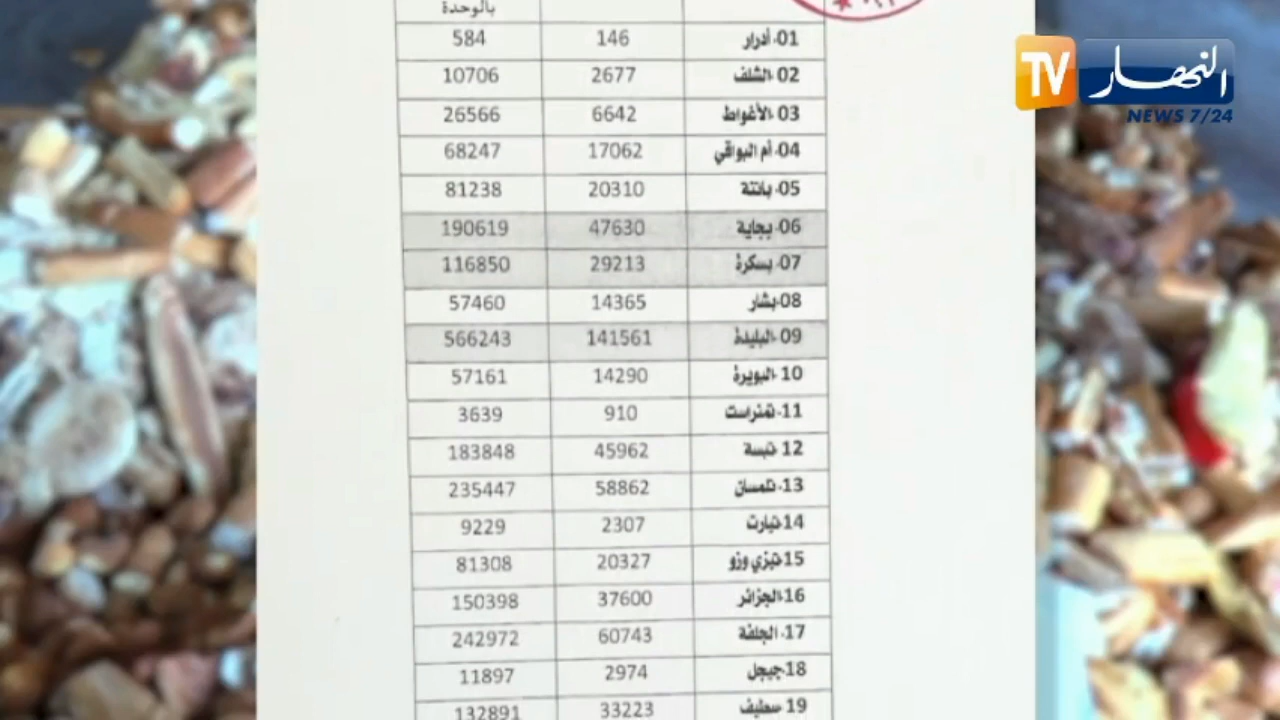 بالوحدة
01- أدرار 146 584
02- الشلف 2677 10706
03- الأغواط 6642 26566
04- أم البواقي 17062 68247
05- باتنة 20310 81238
06- بجاية 47630 190619
07- بسكرة 29213 116850
08- بشار 14365 57460
09- البليدة 141561 566243
10- البويرة 14290 57161
11- تمنراست 910 3639
12- تبسة 45962 183848
13- تلمسان 58862 235447
14- تيارت 2307 9229
15- تيزي وزو 20327 81308
16- الجزائر 37600 150398
17- الجلفة 60743 242972
18- جيجل 2974 11897
19- سطيف 33223 132891
النهار TV
NEWS 7/24